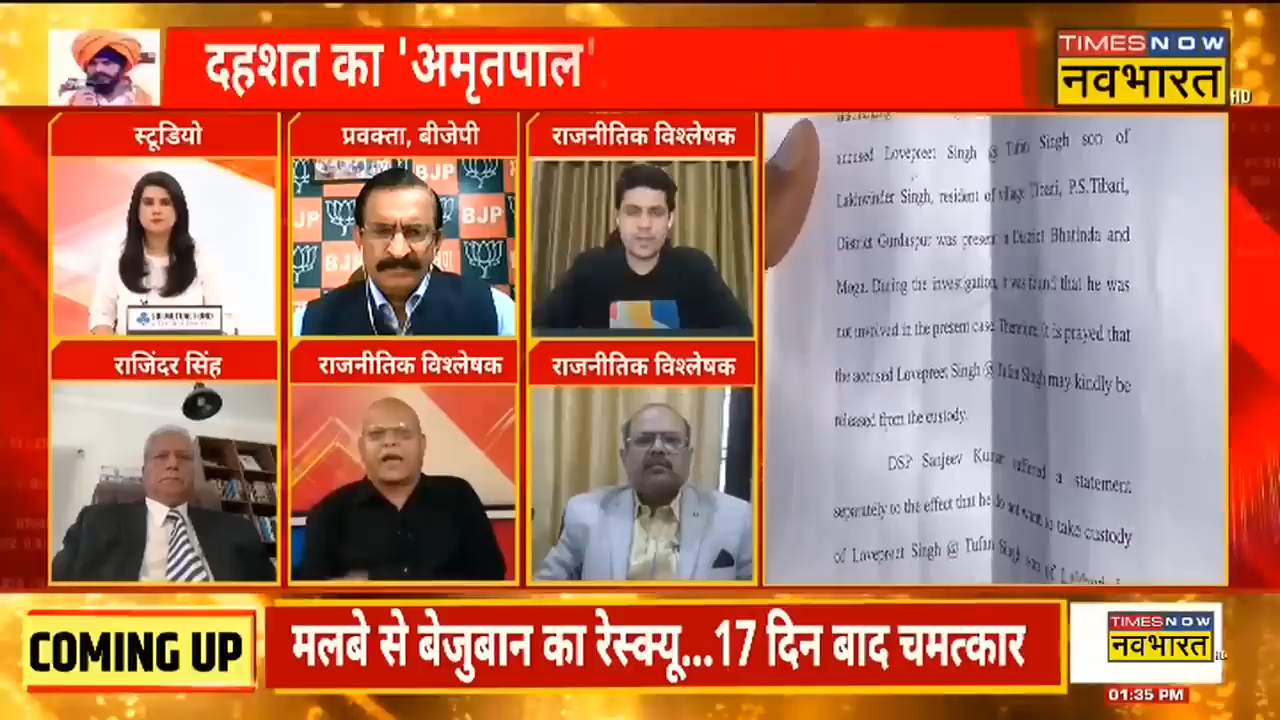 दहशत का 'अमृतपाल'
TIMES NOW
नवभारत
HD
स्टूडियो
प्रवक्ता, बीजेपी
राजनीतिक विश्लेषक
BJP
BJP
राजिंदर सिंह
राजनीतिक विश्लेषक
राजनीतिक विश्लेषक
accused Lovepreet Singh @ Tufan Singh son of
Lakhwinder Singh, resident of village Tibari, P.S.Tibari,
District Gurdaspur was present District Bhatinda and
Moga. During the investigation, it was found that he was
not involved in the present case. Therefore, it is prayed that
the accused Lovepreet Singh @ Tufan Singh may kindly be
released from the custody.
DSP Sanjeev Kumar suffered a statement
separately to the effect that he do not want to take custody
of Lovepreet Singh @ Tufan Singh son of
COMING UP
मलबे से बेजुबान का रेस्क्यू...17 दिन बाद चमत्कार
TIMES NOW
नवभारत
01:35 PM